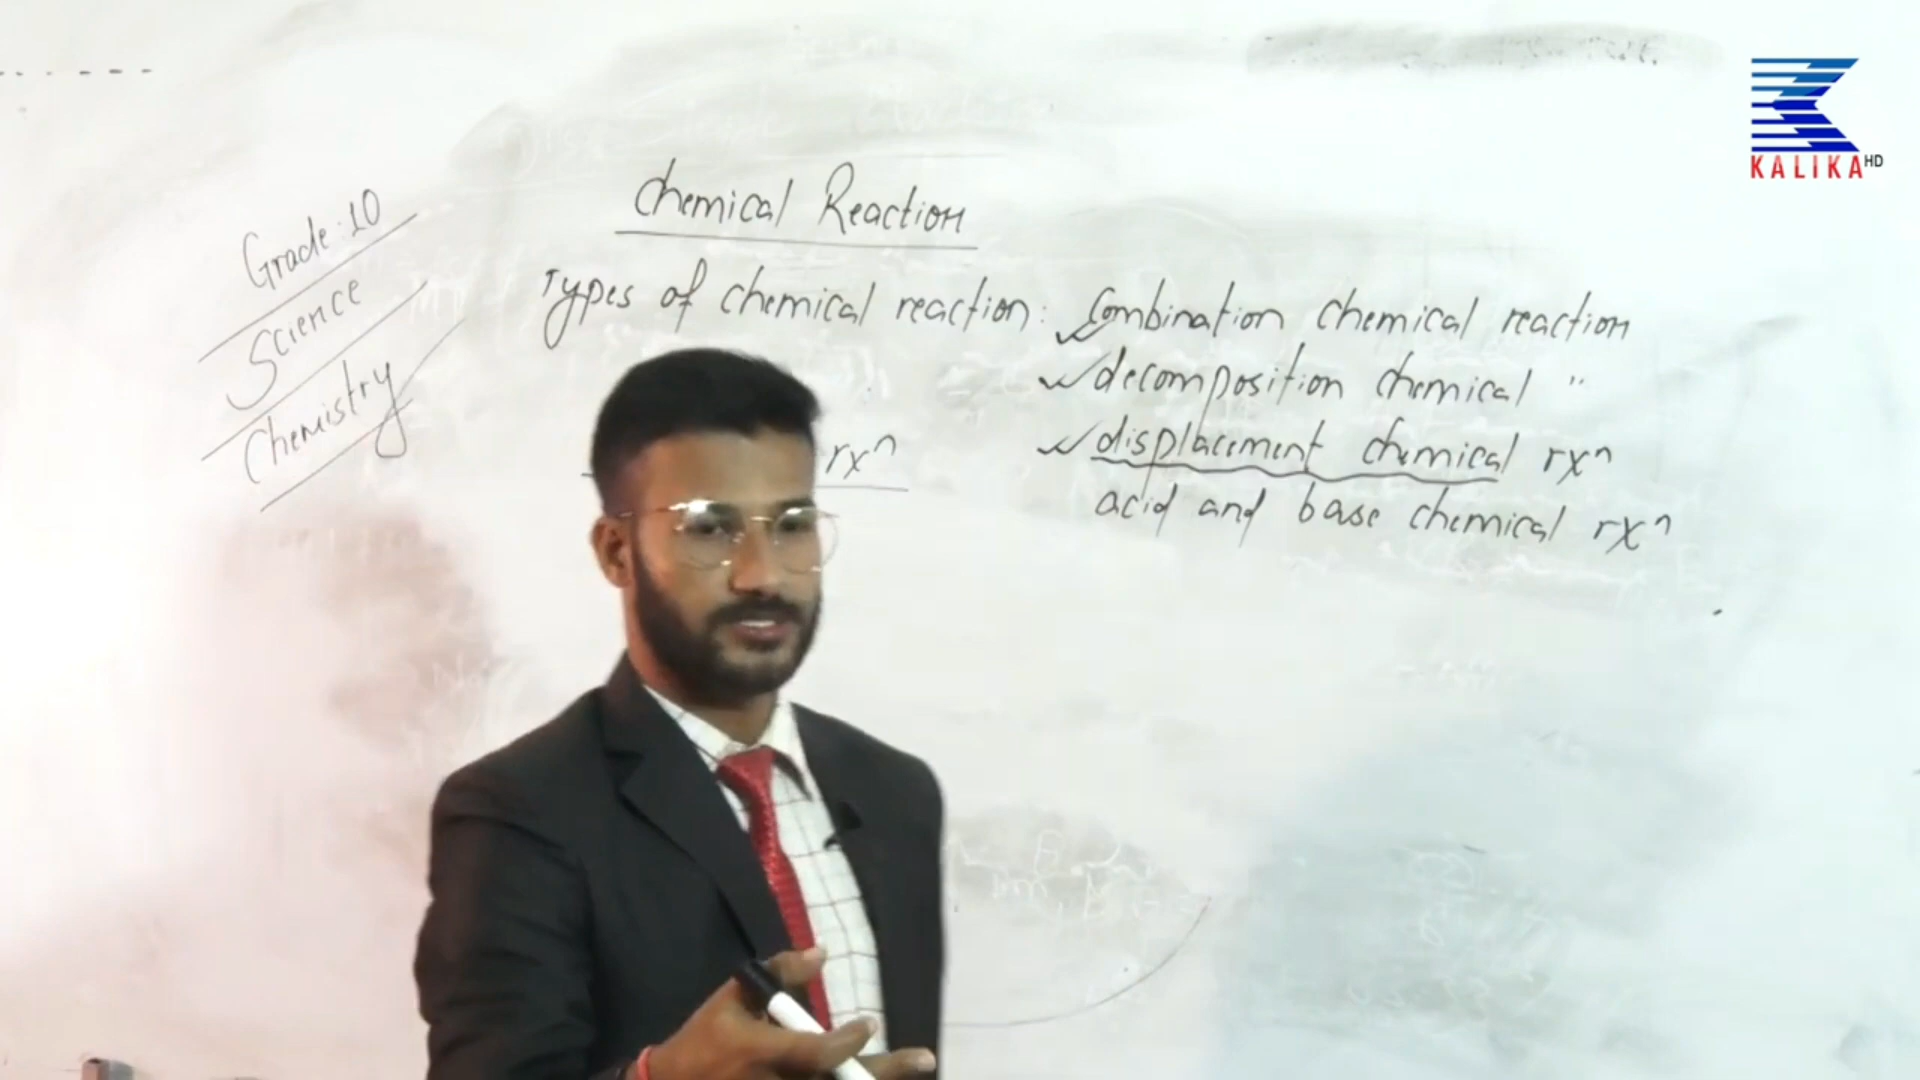 KALIKA HD
Grade: 10
Science
Chemistry
Chemical Reaction
Types of chemical reaction: Combination chemical reaction
decomposition chemical "
displacement chemical rxⁿ
acid and base chemical rxⁿ
rxⁿ